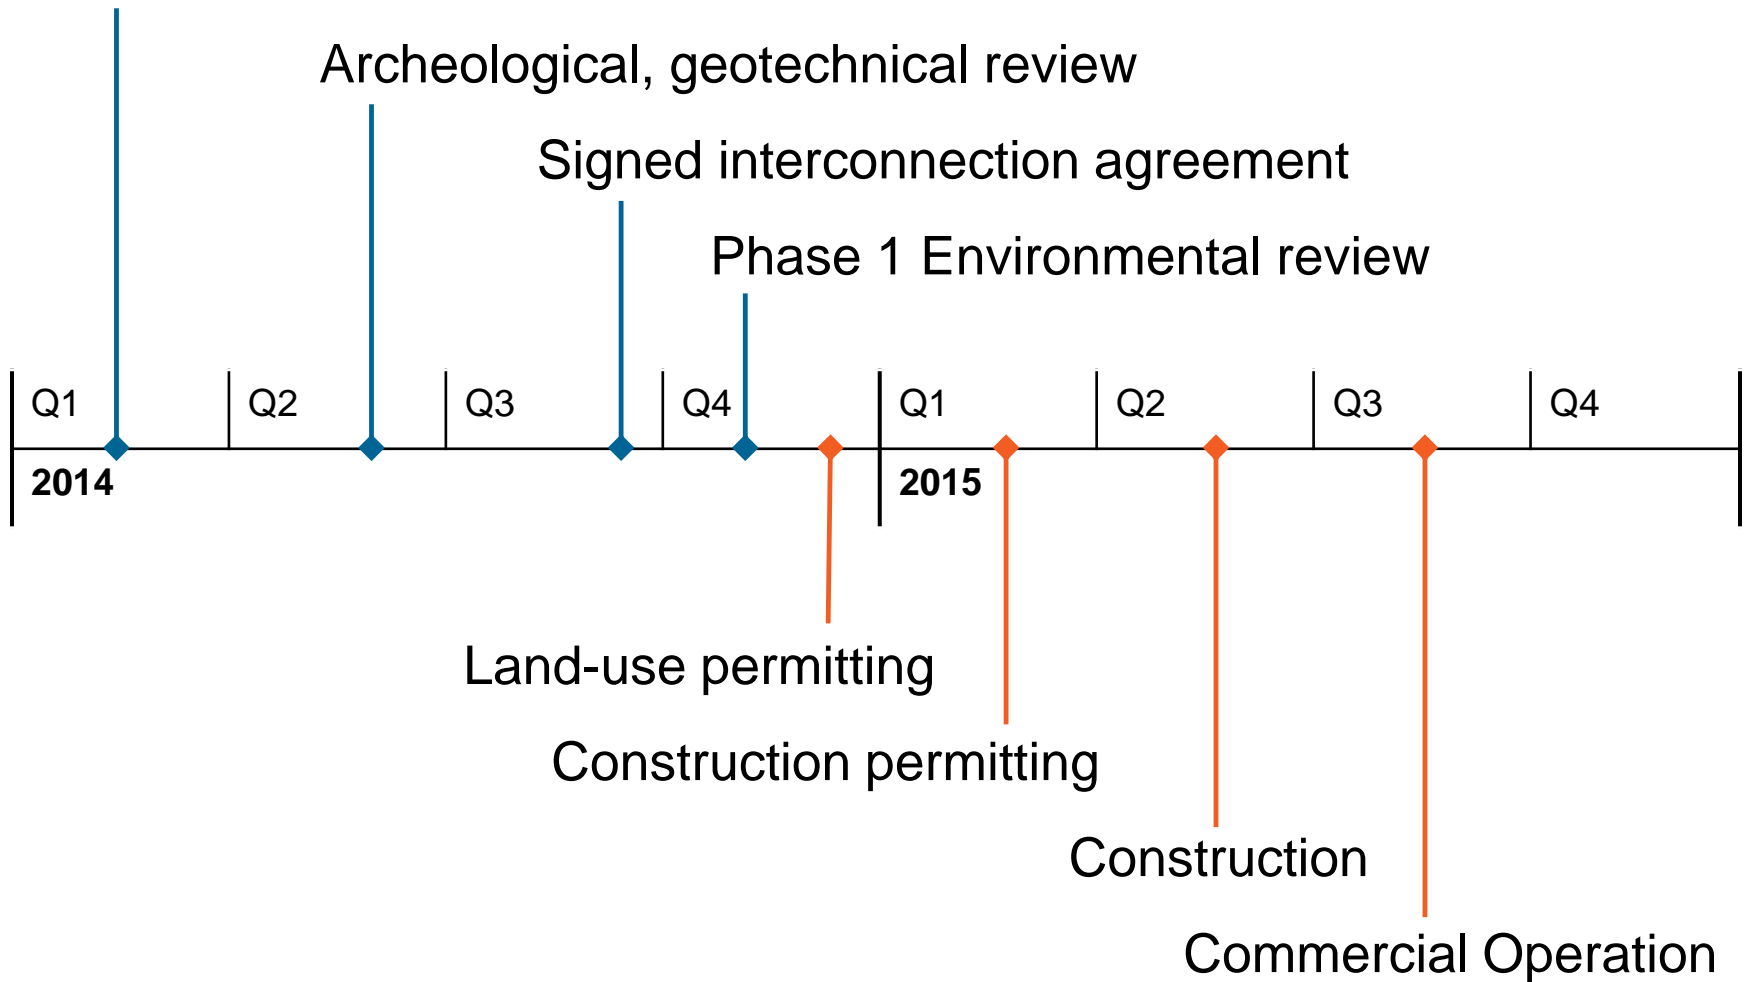 Archeological, geotechnical review
Signed interconnection agreement
Phase 1 Environmental review
Q1 Q2 Q3 Q4 Q1 Q2 Q3 Q4
2014 2015
Land-use permitting
Construction permitting
Construction
Commercial Operation